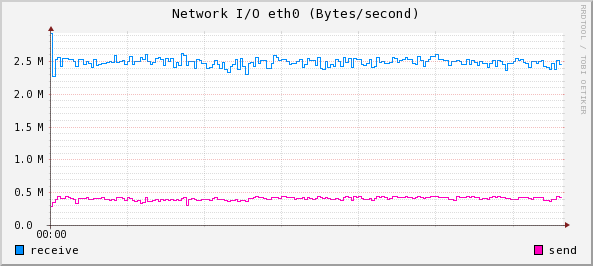 Network I/O eth0 (Bytes/second)
RRDTOOL / TOBI OETIKER
2.5 M
2.0 M
1.5 M
1.0 M
0.5 M
0.0
00:00
receive
send